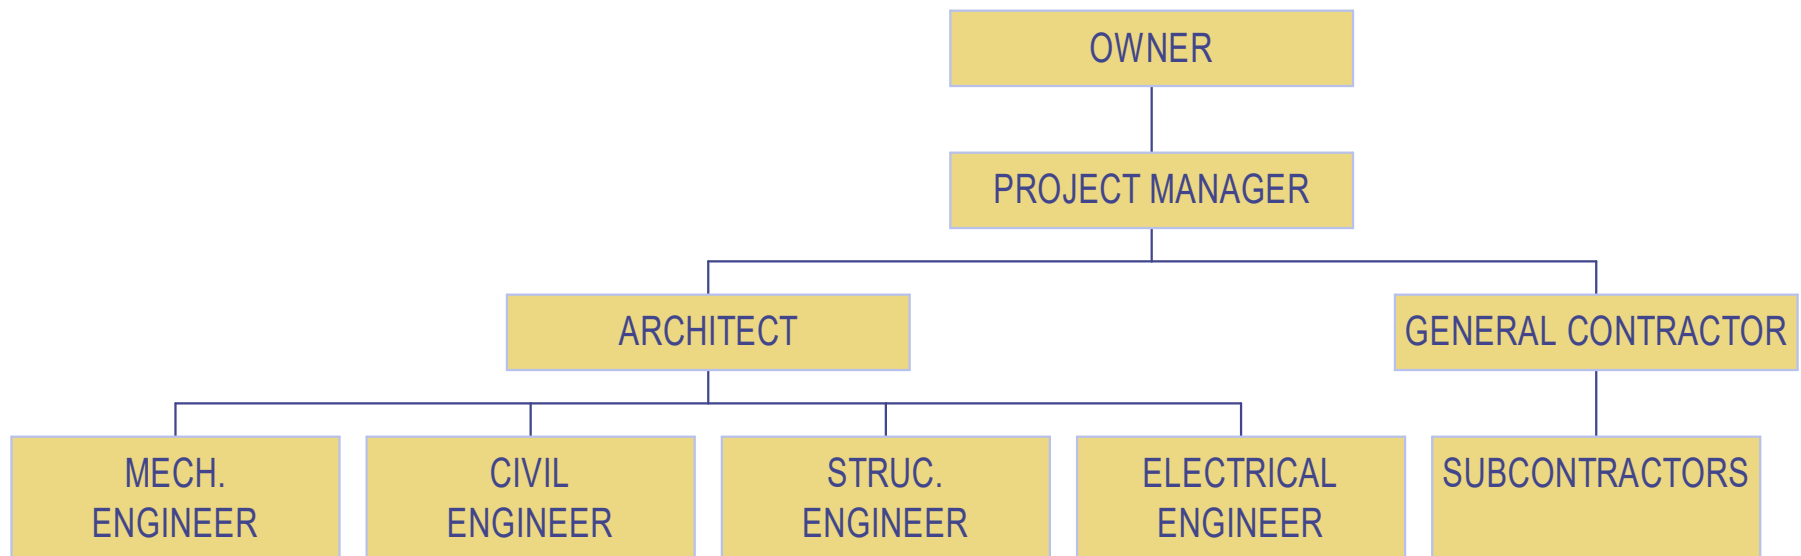 OWNER
PROJECT MANAGER
ARCHITECT
GENERAL CONTRACTOR
MECH.
ENGINEER
CIVIL
ENGINEER
STRUC.
ENGINEER
ELECTRICAL
ENGINEER
SUBCONTRACTORS